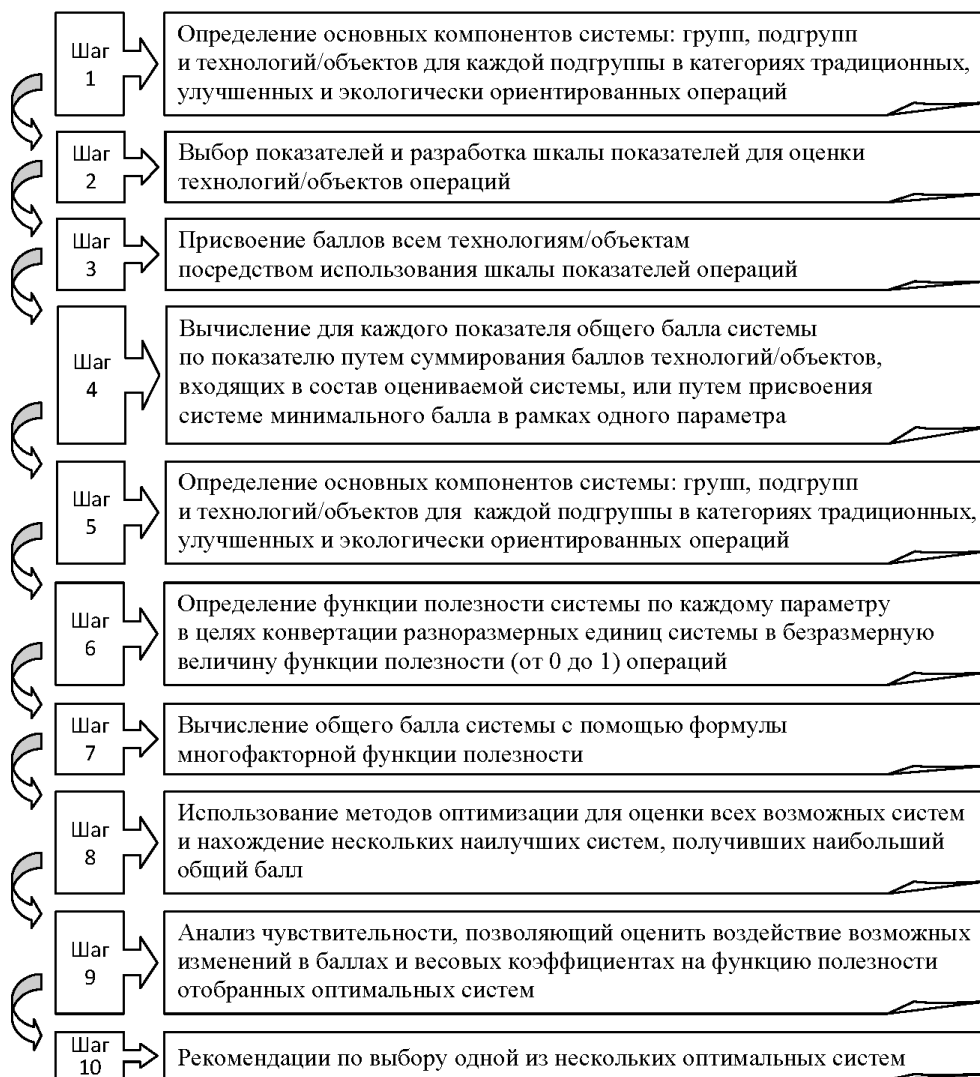 Шаг
1
Определение основных компонентов системы: групп, подгрупп
и технологий/объектов для каждой подгруппы в категориях традиционных,
улучшенных и экологически ориентированных операций
Шаг
2
Выбор показателей и разработка шкалы показателей для оценки
технологий/объектов операций
Шаг
3
Присвоение баллов всем технологиям/объектам
посредством использования шкалы показателей операций
Шаг
4
Вычисление для каждого показателя общего балла системы
по показателю путем суммирования баллов технологий/объектов,
входящих в состав оцениваемой системы, или путем присвоения
системе минимального балла в рамках одного параметра
Шаг
5
Определение основных компонентов системы: групп, подгрупп
и технологий/объектов для каждой подгруппы в категориях традиционных,
улучшенных и экологически ориентированных операций
Шаг
6
Определение функции полезности системы по каждому параметру
в целях конвертации разноразмерных единиц системы в безразмерную
величину функции полезности (от 0 до 1) операций
Шаг
7
Вычисление общего балла системы с помощью формулы
многофакторной функции полезности
Шаг
8
Использование методов оптимизации для оценки всех возможных систем
и нахождение нескольких наилучших систем, получивших наибольший
общий балл
Шаг
9
Анализ чувствительности, позволяющий оценить воздействие возможных
изменений в баллах и весовых коэффициентах на функцию полезности
отобранных оптимальных систем
Шаг
10
Рекомендации по выбору одной из нескольких оптимальных систем